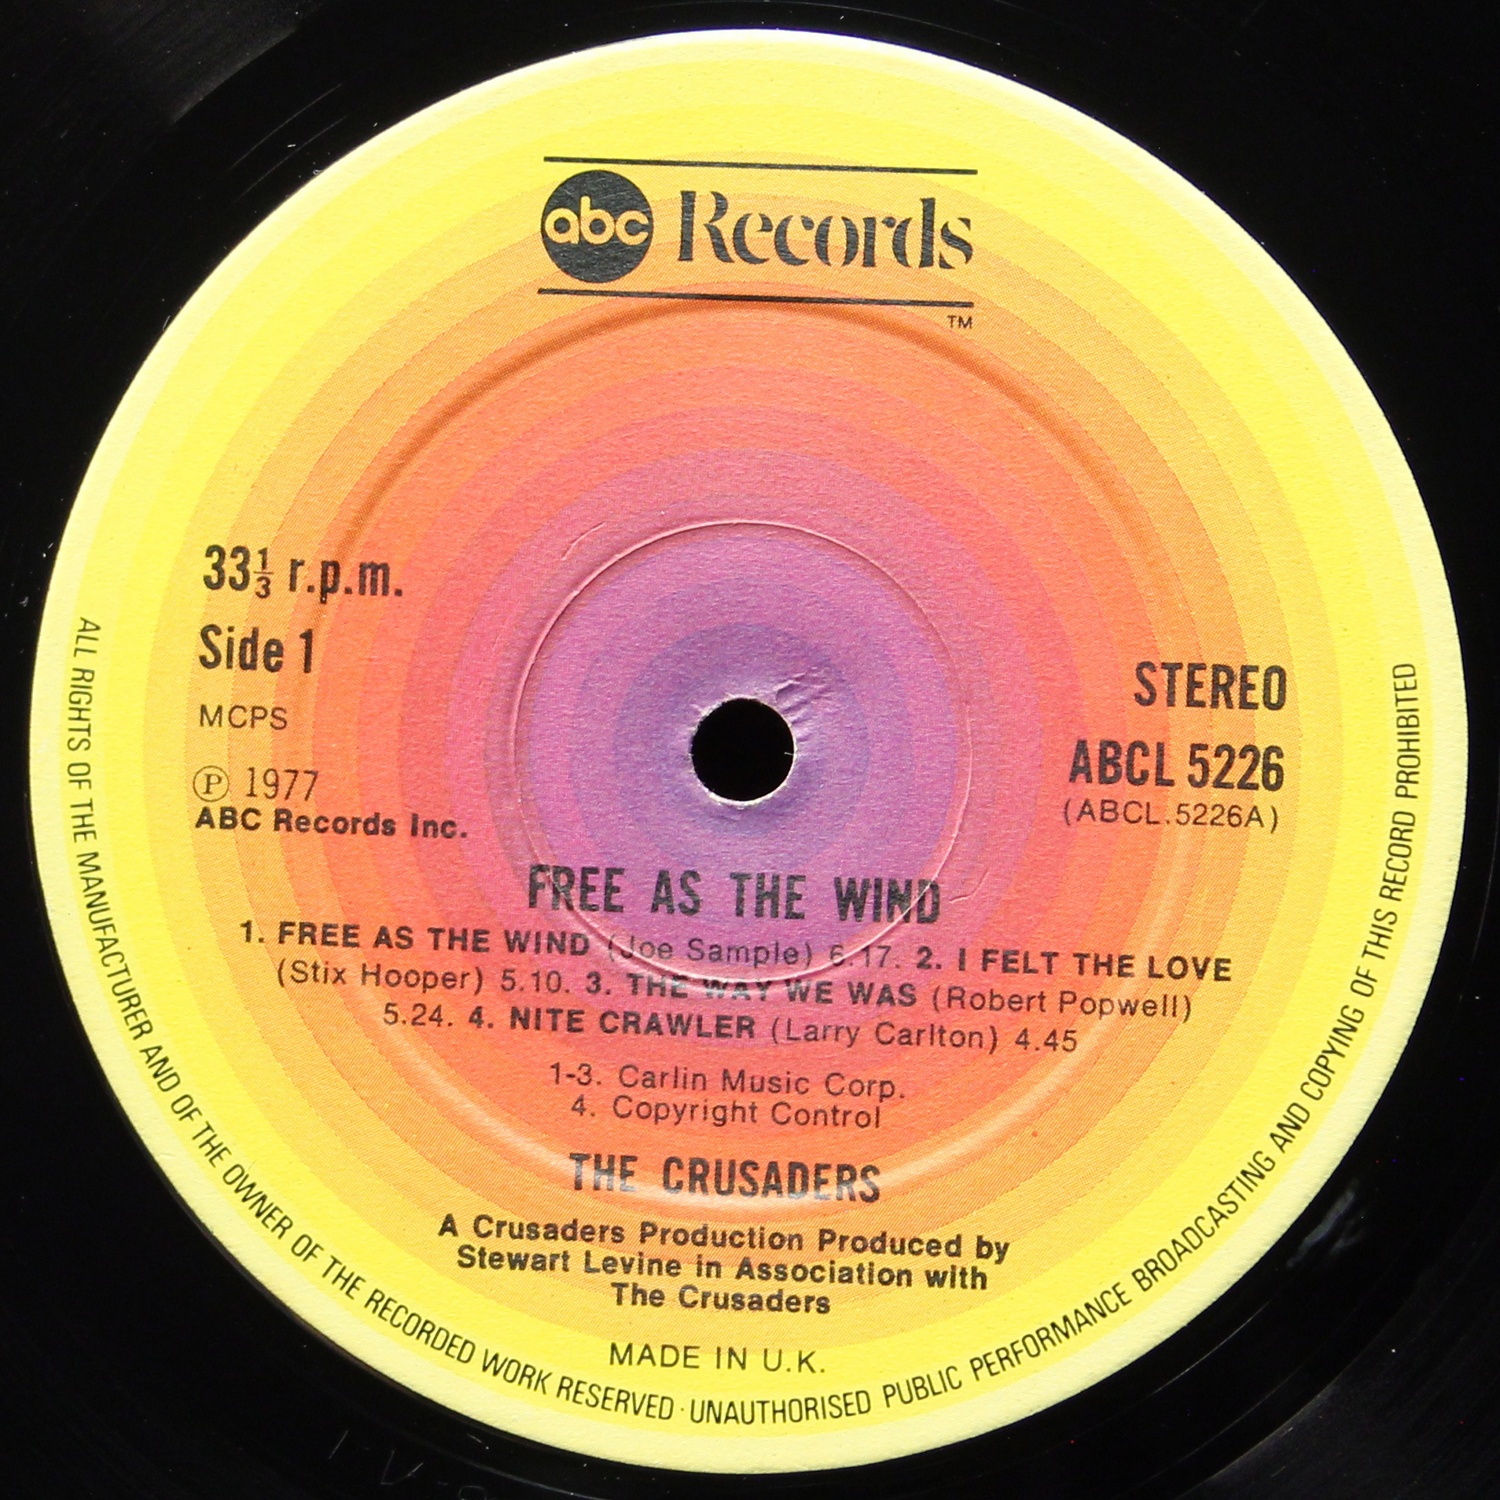 abc Records
TM
33⅓ r.p.m.
Side 1
MCPS
Ⓟ 1977
ABC Records Inc.
STEREO
ABCL 5226
(ABCL.5226A)
FREE AS THE WIND
1. FREE AS THE WIND (Joe Sample) 6.17. 2. I FELT THE LOVE
(Stix Hooper) 5.10. 3. THE WAY WE WAS (Robert Popwell)
5.24. 4. NITE CRAWLER (Larry Carlton) 4.45
1-3. Carlin Music Corp.
4. Copyright Control
THE CRUSADERS
A Crusaders Production Produced by
Stewart Levine in Association with
The Crusaders
MADE IN U.K.
ALL RIGHTS OF THE MANUFACTURER AND OF THE OWNER OF THE RECORDED WORK RESERVED · UNAUTHORISED PUBLIC PERFORMANCE BROADCASTING AND COPYING OF THIS RECORD PROHIBITED